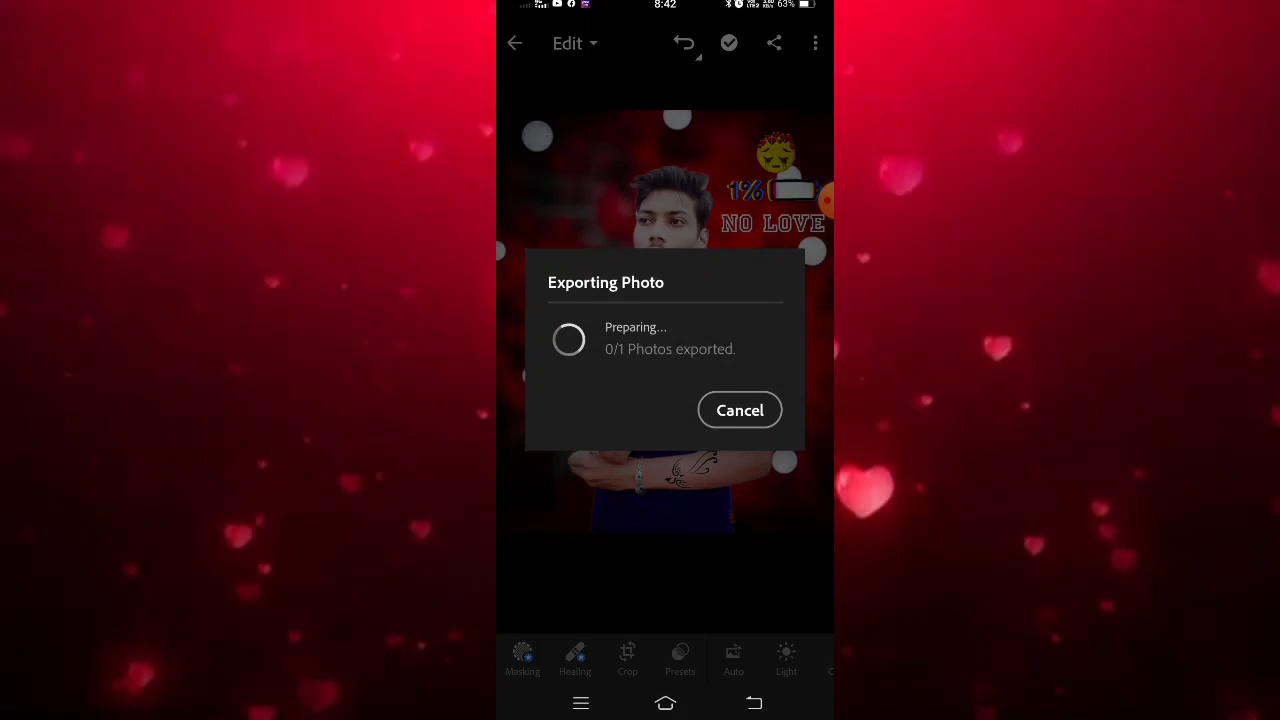 8:42
63%
Edit
1%
NO LOVE
Exporting Photo
Preparing...
0/1 Photos exported.
Cancel
Masking Healing Crop Presets Auto Light